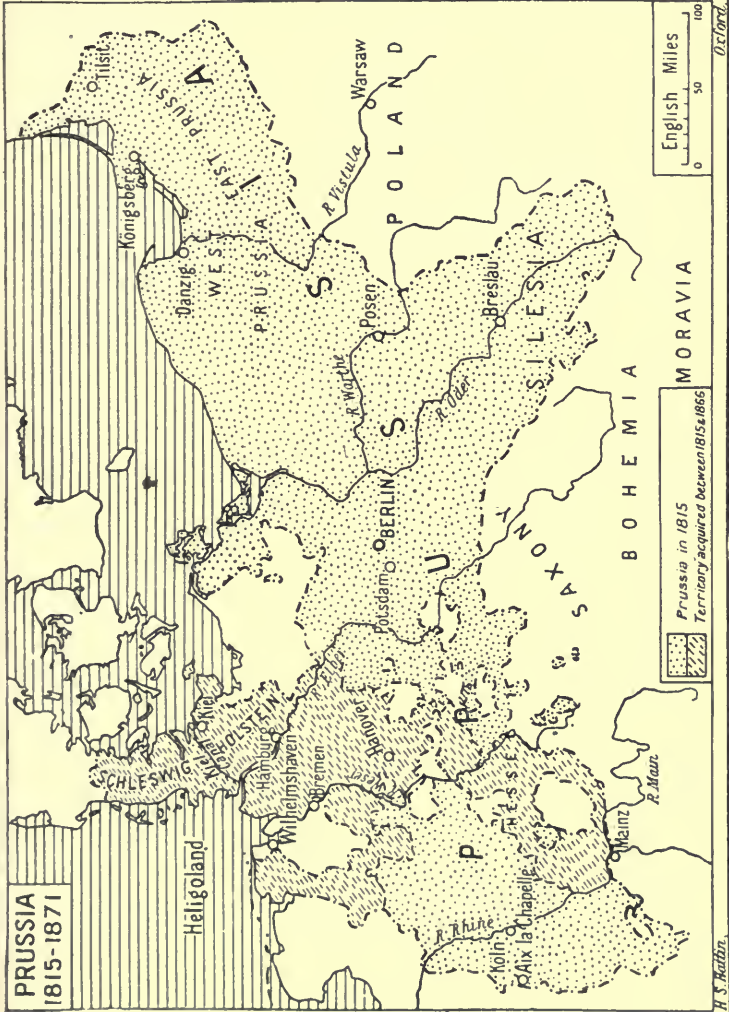 PRUSSIA
1815-1871
Heligoland
SCHLESWIG
HOLSTEIN
Kiel
Hamburg
Wilhelmshaven
Bremen
Hanover
R. Elbe
HESSE
R. Rhine
Köln
Aix la Chapelle
Mainz
R. Main
P R U S S I A
Potsdam
BERLIN
SAXONY
BOHEMIA
MORAVIA
SILESIA
Breslau
R. Oder
R Warthe
Posen
Danzig
WEST
PRUSSIA
Königsberg
Tilsit
EAST PRUSSIA
R Vistula
Warsaw
POLAND
Prussia in 1815
Territory acquired between 1815 & 1866
English Miles
0 50 100
Oxford.